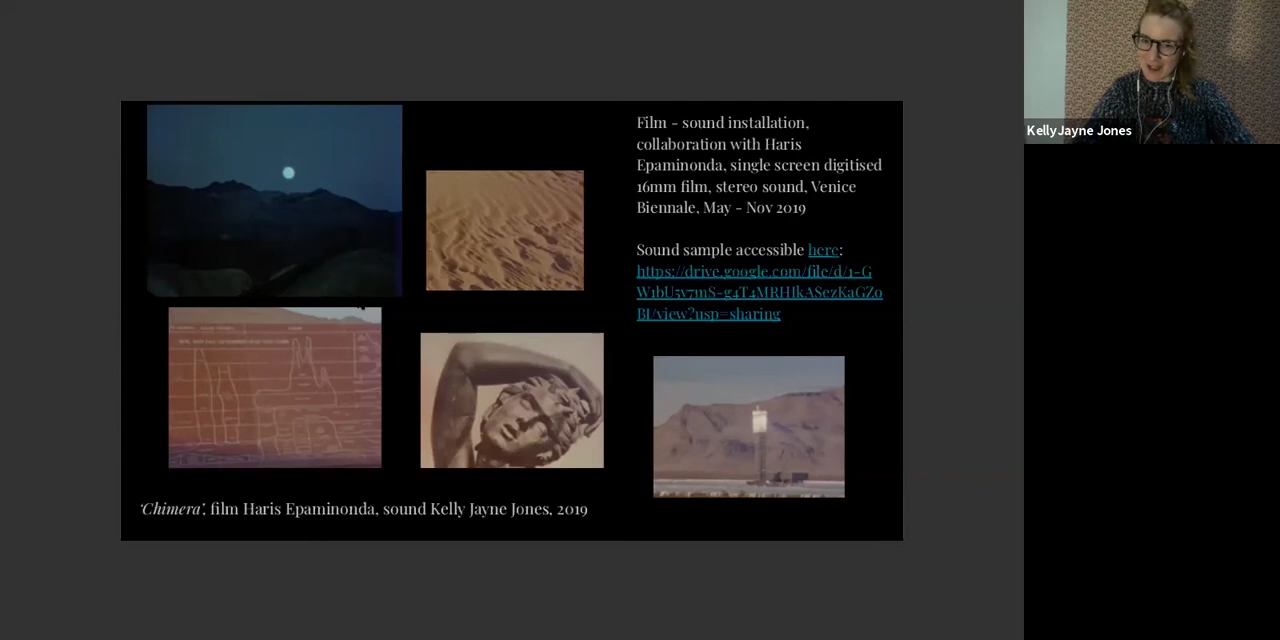 Film - sound installation,
collaboration with Haris
Epaminonda, single screen digitised
16mm film, stereo sound, Venice
Biennale, May - Nov 2019
Sound sample accessible here:
https://drive.google.com/file/d/1-G
W1bU5v7mS-g4T4MRHIkASezKaGZo
BI/view?usp=sharing
'Chimera', film Haris Epaminonda, sound Kelly Jayne Jones, 2019
KellyJayne Jones